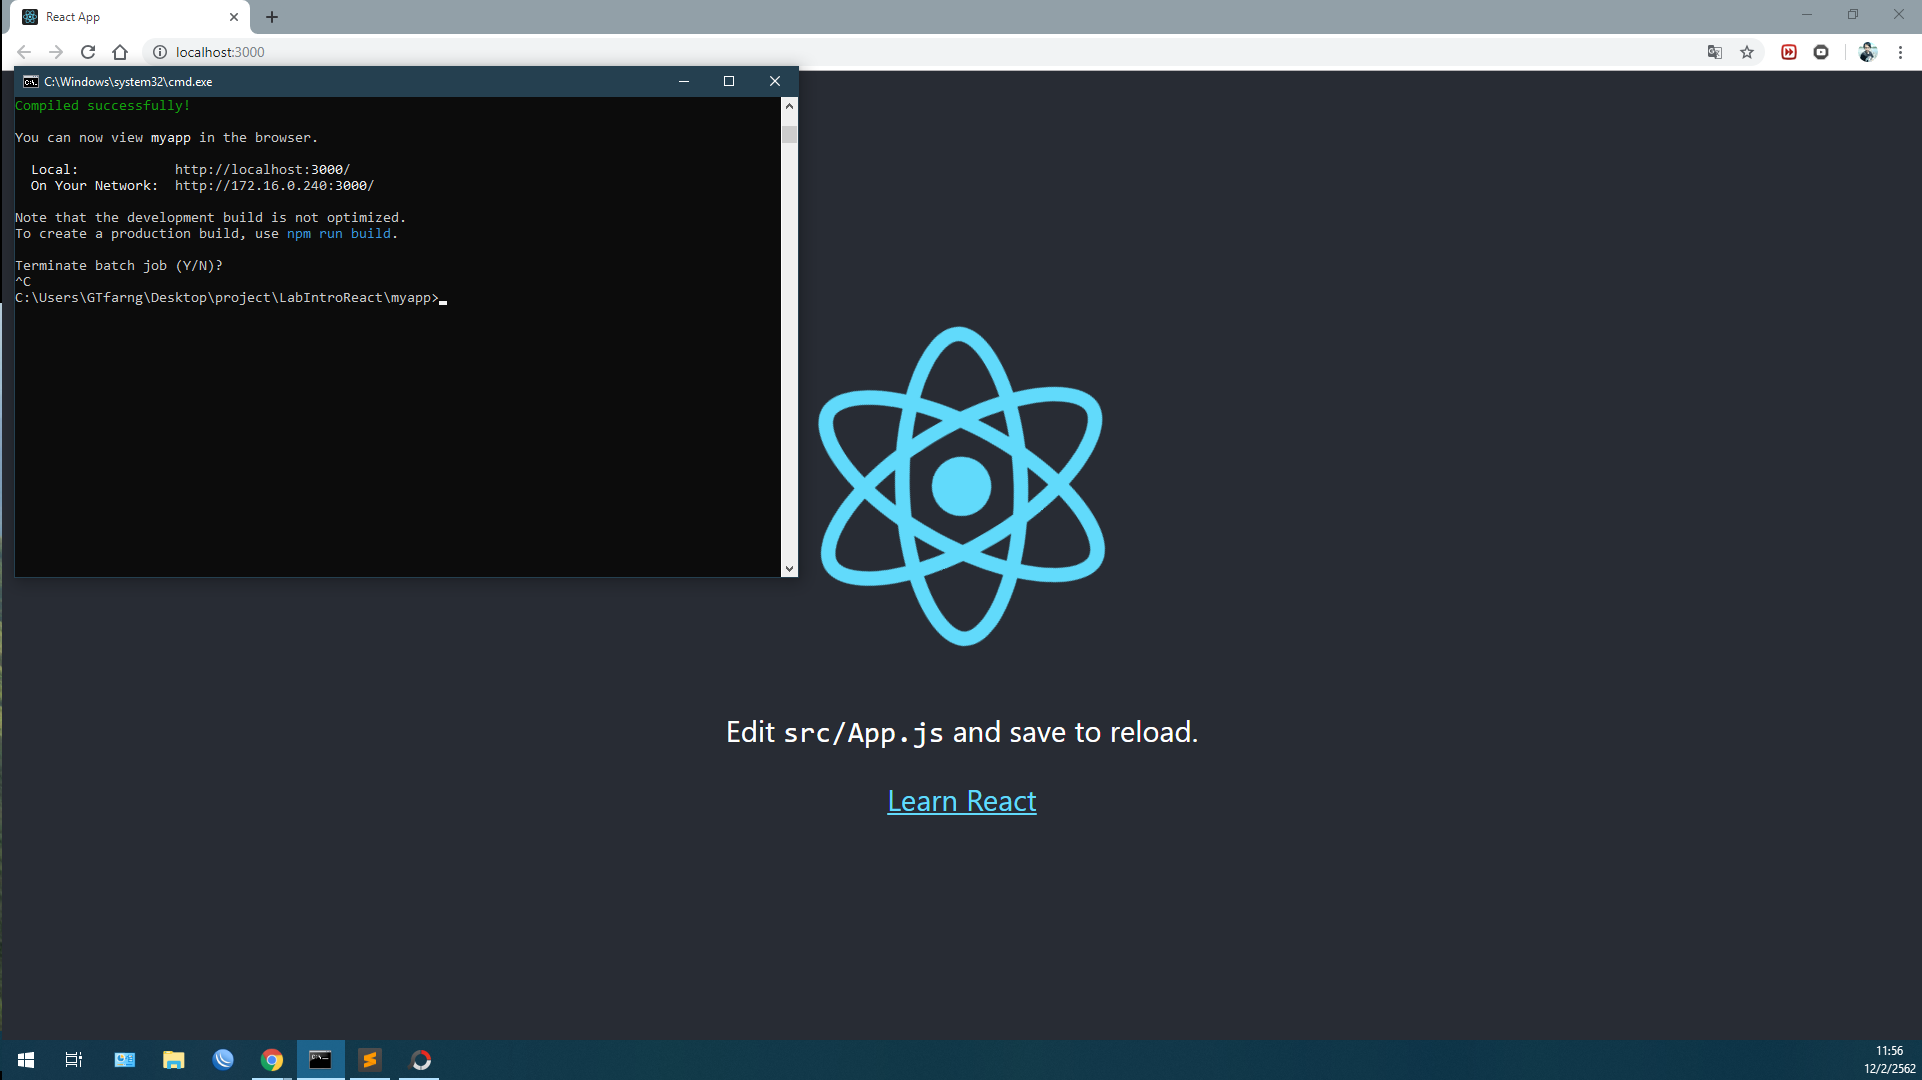 React App
localhost:3000
C:\Windows\system32\cmd.exe
Compiled successfully!
You can now view myapp in the browser.
Local: http://localhost:3000/
On Your Network: http://172.16.0.240:3000/
Note that the development build is not optimized.
To create a production build, use npm run build.
Terminate batch job (Y/N)?
^C
C:\Users\GTfarng\Desktop\project\LabIntroReact\myapp>
Edit src/App.js and save to reload.
Learn React
11:56
12/2/2562